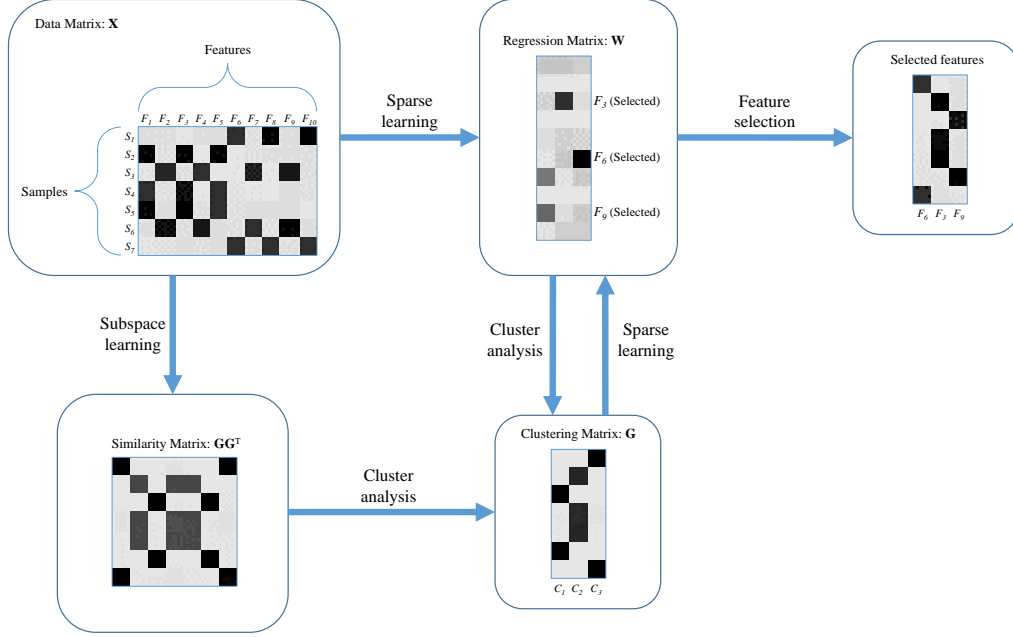 Data Matrix: X
Features
F1 F2 F3 F4 F5 F6 F7 F8 F9 F10
Samples
S1
S2
S3
S4
S5
S6
S7
Sparse
learning
Regression Matrix: W
F3 (Selected)
F6 (Selected)
F9 (Selected)
Feature
selection
Selected features
F6 F3 F9
Subspace
learning
Cluster
analysis
Sparse
learning
Similarity Matrix: GGT
Cluster
analysis
Clustering Matrix: G
C1 C2 C3